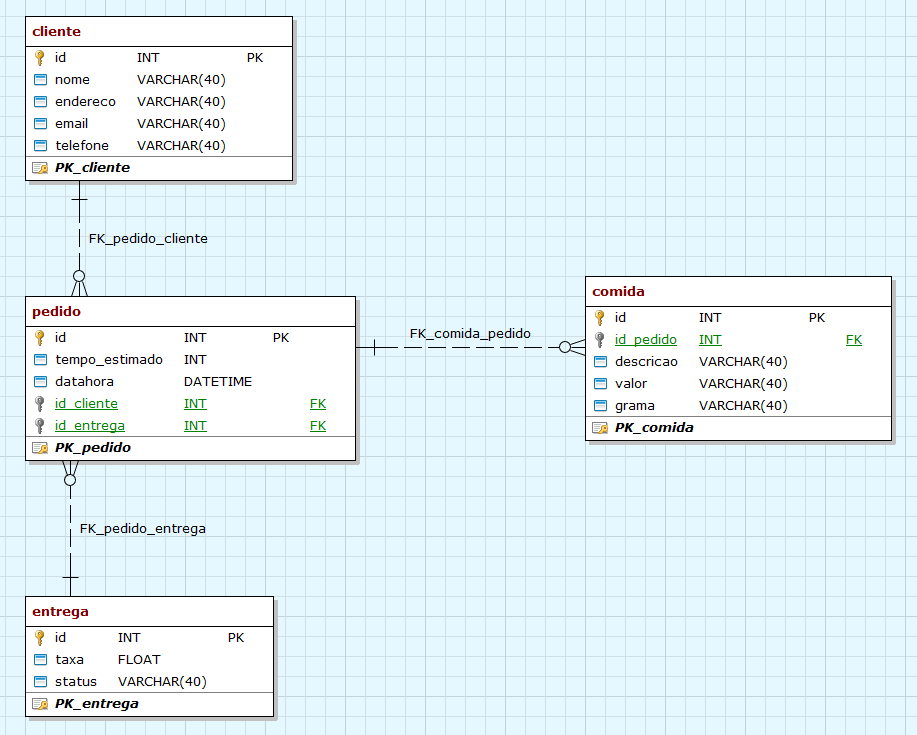 cliente
id INT PK
nome VARCHAR(40)
endereco VARCHAR(40)
email VARCHAR(40)
telefone VARCHAR(40)
PK_cliente
FK_pedido_cliente
pedido
id INT PK
tempo_estimado INT
datahora DATETIME
id_cliente INT FK
id_entrega INT FK
PK_pedido
FK_comida_pedido
comida
id INT PK
id_pedido INT FK
descricao VARCHAR(40)
valor VARCHAR(40)
grama VARCHAR(40)
PK_comida
FK_pedido_entrega
entrega
id INT PK
taxa FLOAT
status VARCHAR(40)
PK_entrega